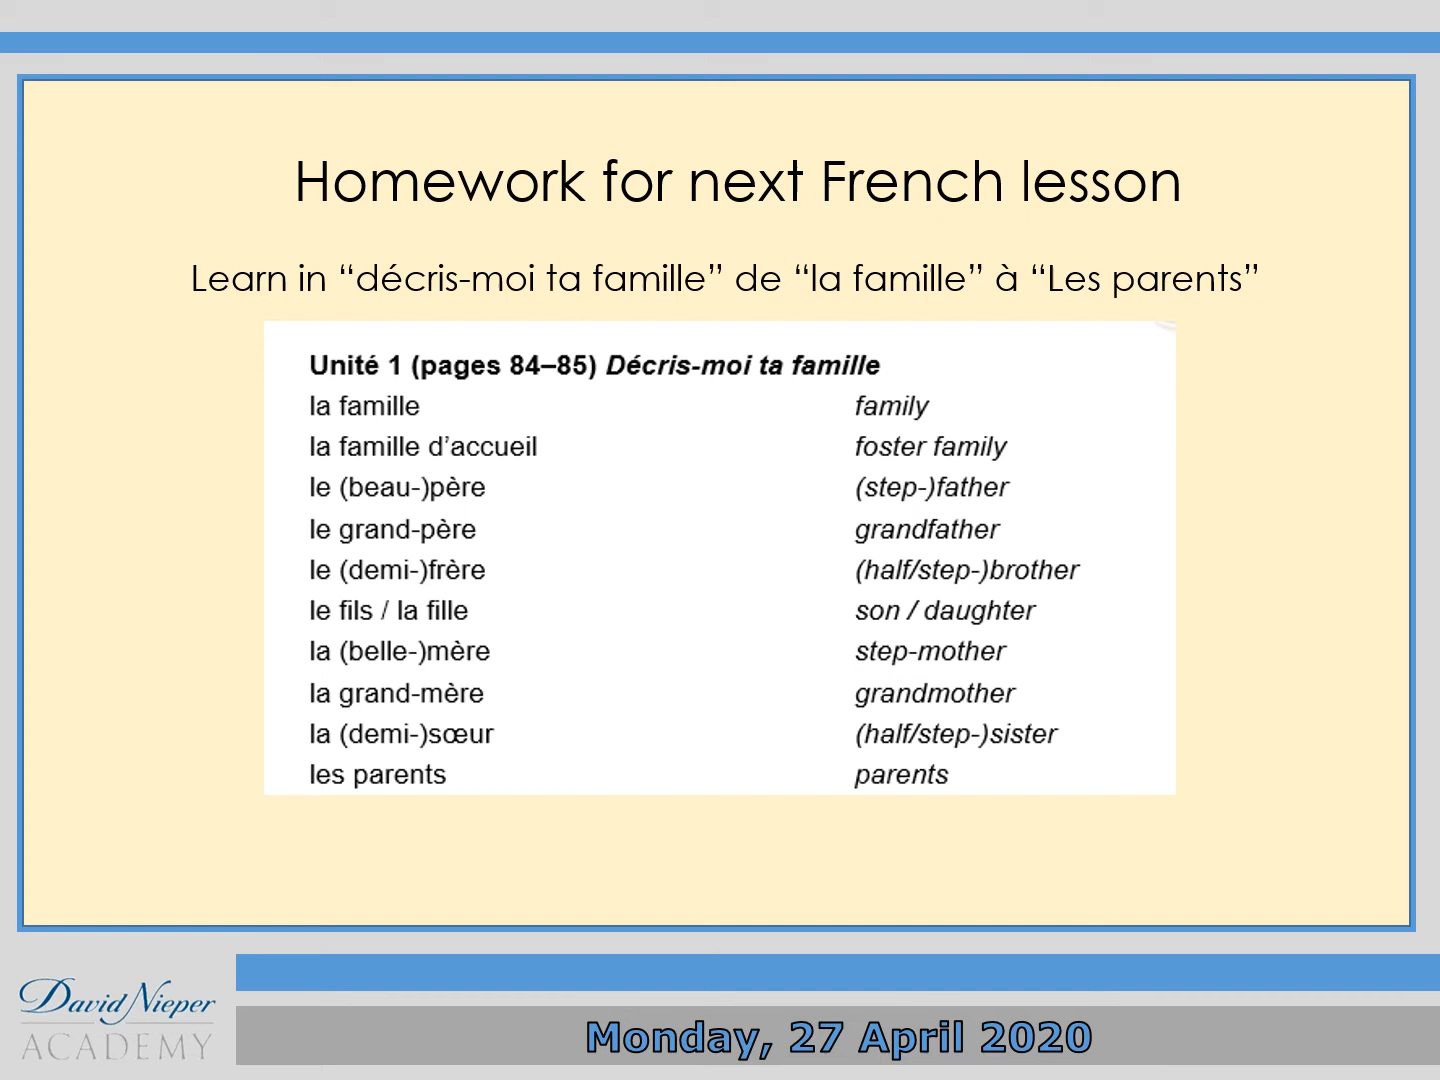 Homework for next French lesson
Learn in “décris-moi ta famille” de “la famille” à “Les parents”
Unité 1 (pages 84–85) Décris-moi ta famille
la famille family
la famille d’accueil foster family
le (beau-)père (step-)father
le grand-père grandfather
le (demi-)frère (half/step-)brother
le fils / la fille son / daughter
la (belle-)mère step-mother
la grand-mère grandmother
la (demi-)sœur (half/step-)sister
les parents parents
David Nieper
ACADEMY
Monday, 27 April 2020